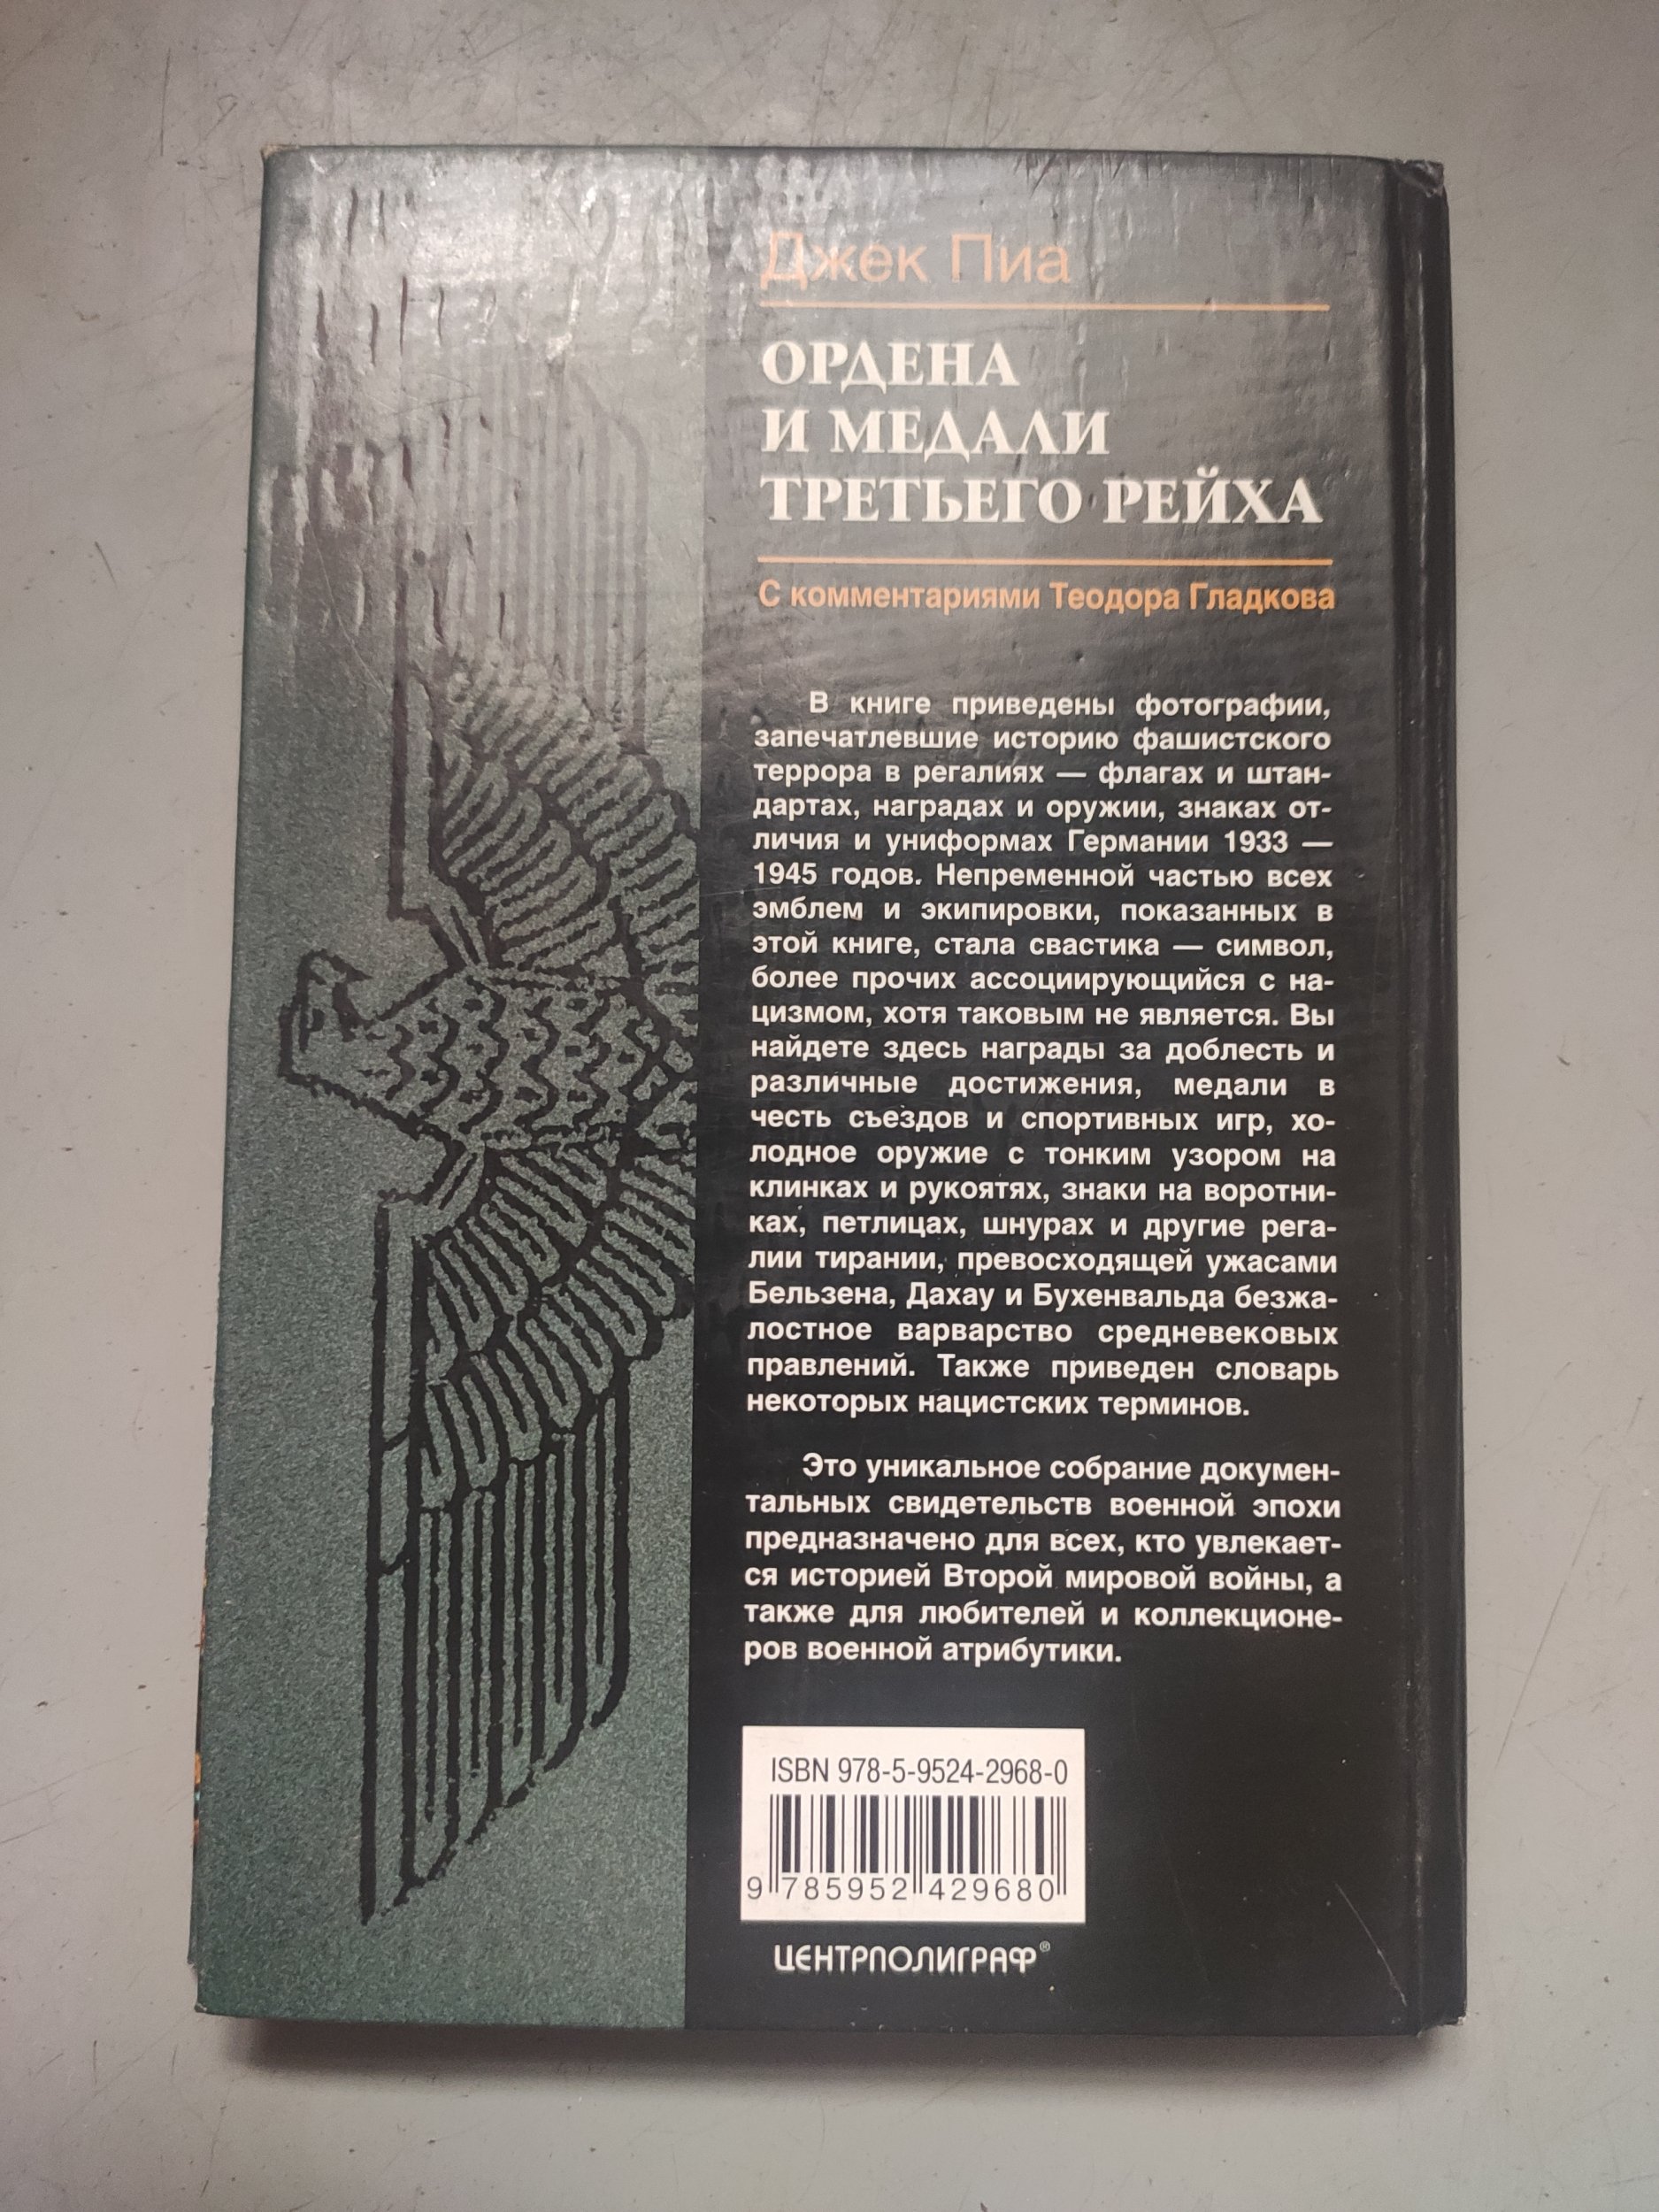 Джек Пиа
ОРДЕНА
И МЕДАЛИ
ТРЕТЬЕГО РЕЙХА
С комментариями Теодора Гладкова
В книге приведены фотографии,
запечатлевшие историю фашистского
террора в регалиях — флагах и штан-
дартах, наградах и оружии, знаках от-
личия и униформах Германии 1933 —
1945 годов. Непременной частью всех
эмблем и экипировки, показанных в
этой книге, стала свастика — символ,
более прочих ассоциирующийся с на-
цизмом, хотя таковым не является. Вы
найдете здесь награды за доблесть и
различные достижения, медали в
честь съездов и спортивных игр, хо-
лодное оружие с тонким узором на
клинках и рукоятях, знаки на воротни-
ках, петлицах, шнурах и другие рега-
лии тирании, превосходящей ужасами
Бельзена, Дахау и Бухенвальда безжа-
лостное варварство средневековых
правлений. Также приведен словарь
некоторых нацистских терминов.
Это уникальное собрание докумен-
тальных свидетельств военной эпохи
предназначено для всех, кто увлекает-
ся историей Второй мировой войны, а
также для любителей и коллекционе-
ров военной атрибутики.
ISBN 978-5-9524-2968-0
9 785952 429680
ЦЕНТРПОЛИГРАФ®